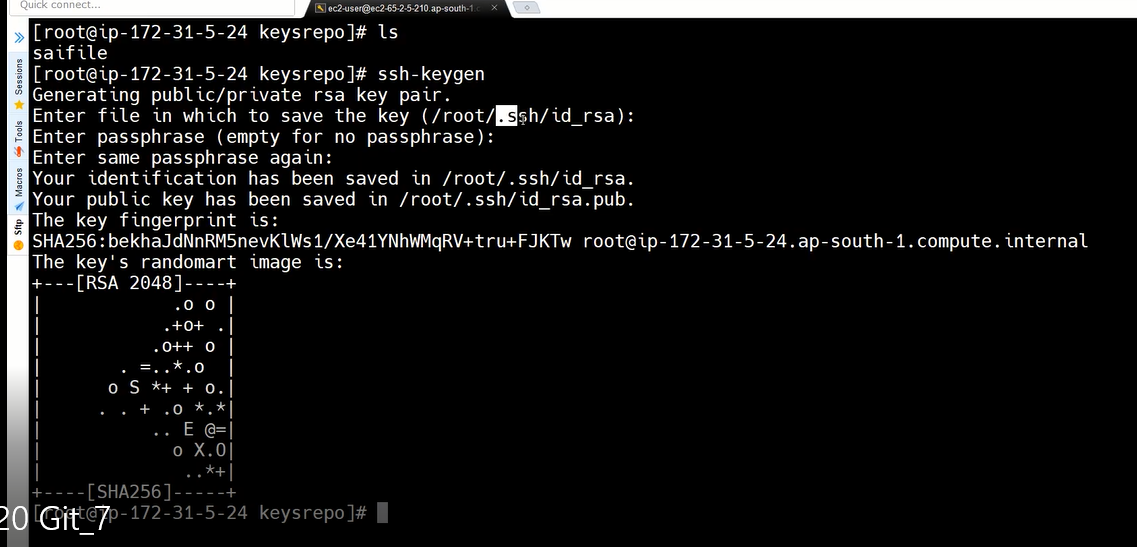 Quick connect...
ec2-user@ec2-65-2-5-210.ap-south-1.c
Sessions
Tools
Macros
Sftp
[root@ip-172-31-5-24 keysrepo]# ls
saifile
[root@ip-172-31-5-24 keysrepo]# ssh-keygen
Generating public/private rsa key pair.
Enter file in which to save the key (/root/.ssh/id_rsa):
Enter passphrase (empty for no passphrase):
Enter same passphrase again:
Your identification has been saved in /root/.ssh/id_rsa.
Your public key has been saved in /root/.ssh/id_rsa.pub.
The key fingerprint is:
SHA256:bekhaJdNnRM5nevKlWs1/Xe41YNhWMqRV+tru+FJKTw root@ip-172-31-5-24.ap-south-1.compute.internal
The key's randomart image is:
+---[RSA 2048]----+
|             .o o |
|            .+o+ .|
|           .o++ o |
|        . =..*.o  |
|       o S *+ + o.|
|      . . + .o *.*|
|           .. E @=|
|             o X.O|
|              ..*+|
+----[SHA256]-----+
[root@ip-172-31-5-24 keysrepo]#
20 Git_7